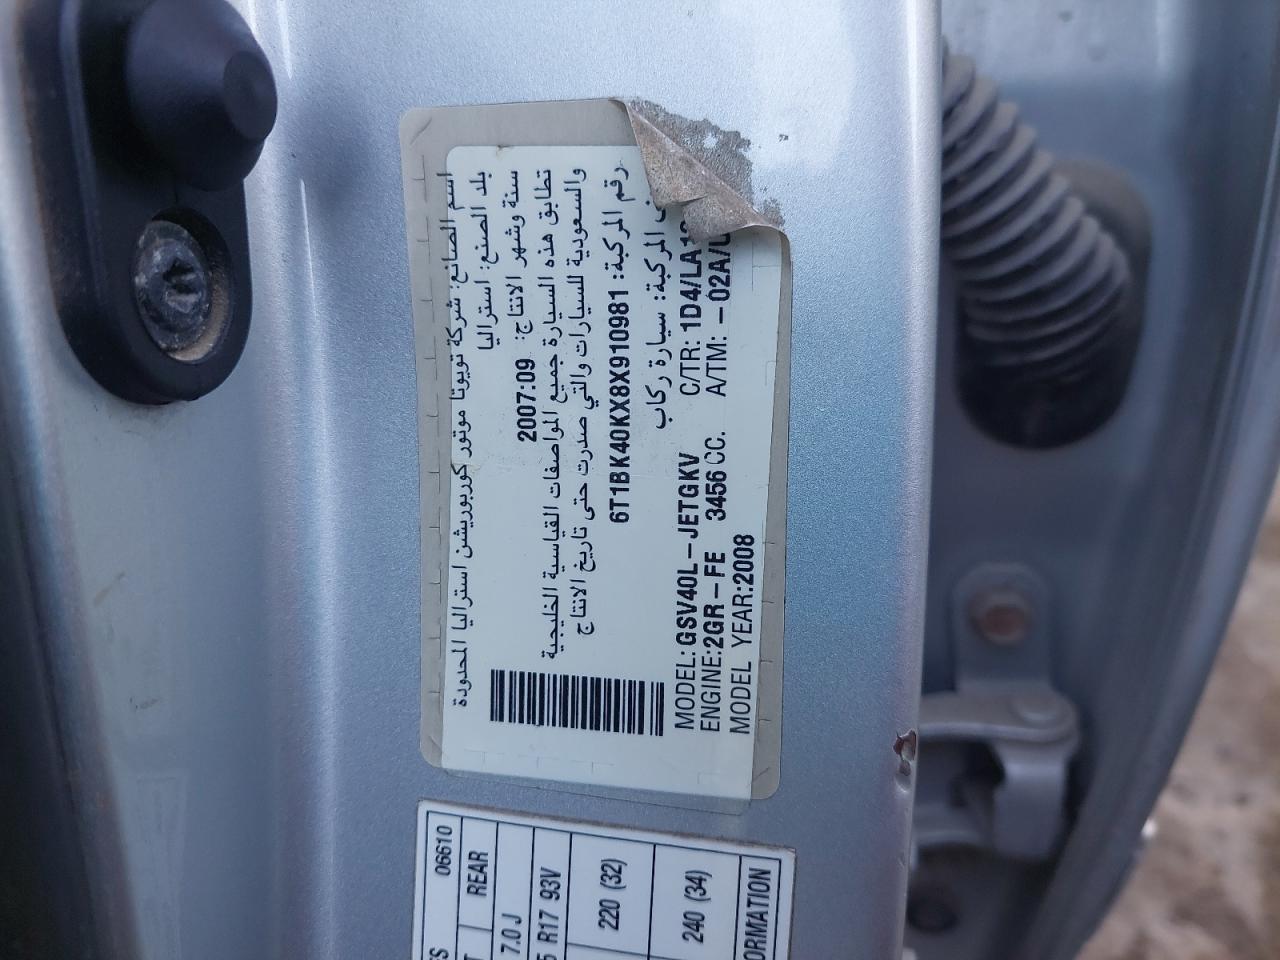 اسم الصانع: شركة تويوتا موتور كوربوريشن استراليا المحدودة
بلد الصنع: استراليا
سنة وشهر الانتاج: 2007:09
تطابق هذه السيارة جميع المواصفات القياسية الخليجية
والسعودية للسيارات والتي صدرت حتى تاريخ الانتاج
رقم المركبة: 6T1BK40KX8X910981
المركبة: سيارة ركاب
MODEL: GSV40L-JETGKV C/TR: 1D4/LA
ENGINE: 2GR-FE 3456 CC. A/TM: -02A/
MODEL YEAR:2008
06610
REAR
7.0 J
R17 93V
220 (32)
240 (34)